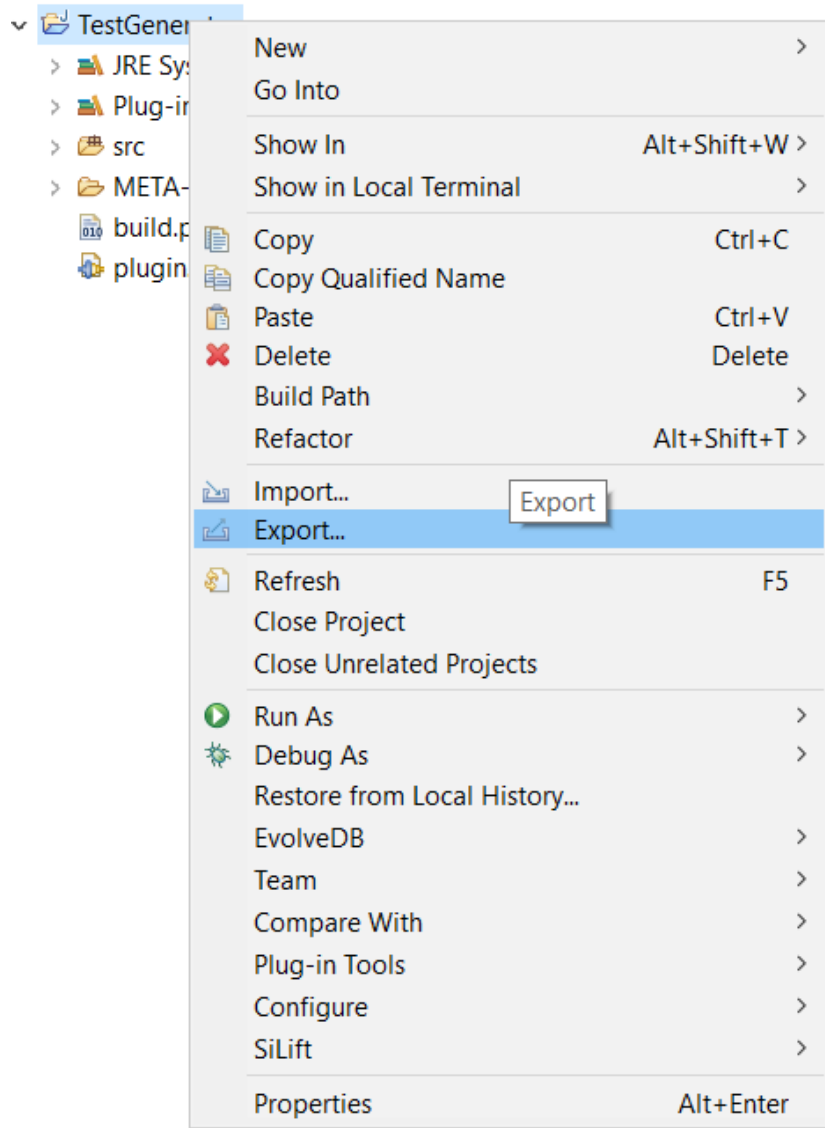 TestGener
JRE Sy
Plug-in
src
META-
build.p
plugin.
New
Go Into
Show In Alt+Shift+W
Show in Local Terminal
Copy Ctrl+C
Copy Qualified Name
Paste Ctrl+V
Delete Delete
Build Path
Refactor Alt+Shift+T
Import...
Export
Export...
Refresh F5
Close Project
Close Unrelated Projects
Run As
Debug As
Restore from Local History...
EvolveDB
Team
Compare With
Plug-in Tools
Configure
SiLift
Properties Alt+Enter